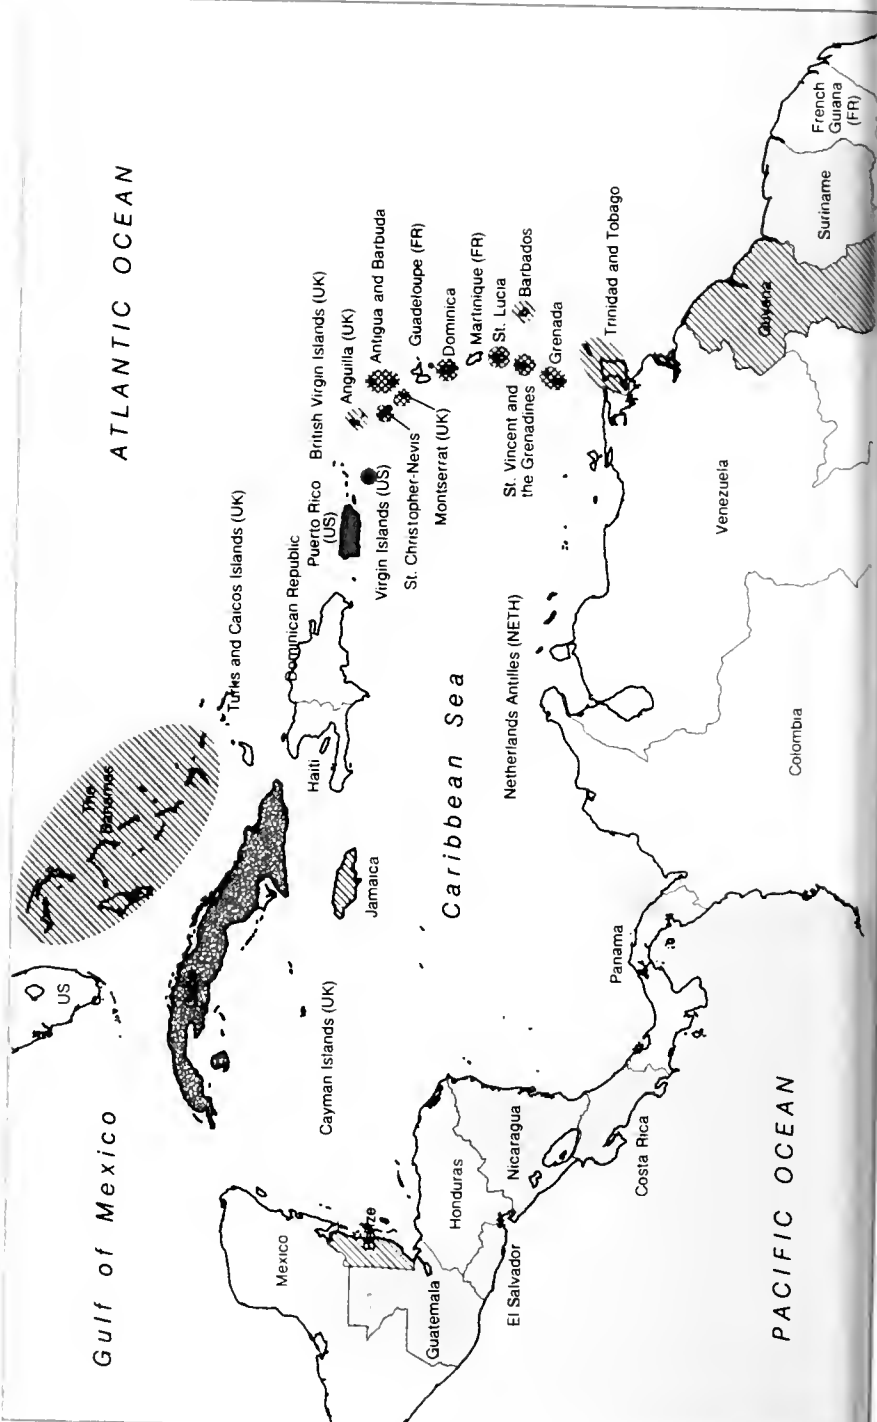 ATLANTIC OCEAN
Gulf of Mexico
US
The
Bahamas
Turks and Caicos Islands (UK)
Dominican Republic
Haiti
Puerto Rico
(US)
British Virgin Islands (UK)
Virgin Islands (US)
Anguilla (UK)
St. Christopher-Nevis
Antigua and Barbuda
Montserrat (UK)
Guadeloupe (FR)
Dominica
Martinique (FR)
St. Lucia
St. Vincent and
the Grenadines
Barbados
Grenada
Trinidad and Tobago
Jamaica
Cayman Islands (UK)
Caribbean Sea
Netherlands Antilles (NETH)
Mexico
Belize
Guatemala
Honduras
El Salvador
Nicaragua
Costa Rica
Panama
Colombia
Venezuela
Guyana
Suriname
French
Guiana
(FR)
PACIFIC OCEAN